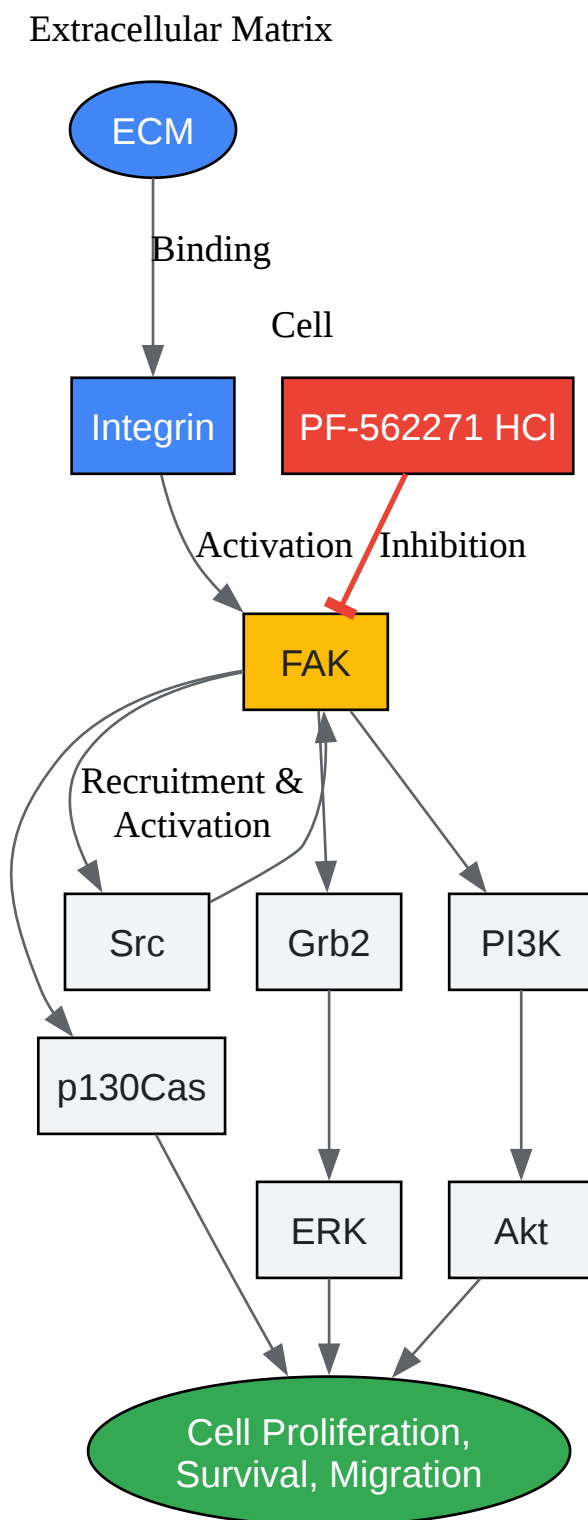 Extracellular Matrix
ECM
Binding
Cell
Integrin
PF-562271 HCl
Activation
Inhibition
FAK
Recruitment &
Activation
Src
Grb2
PI3K
p130Cas
ERK
Akt
Cell Proliferation,
Survival, Migration